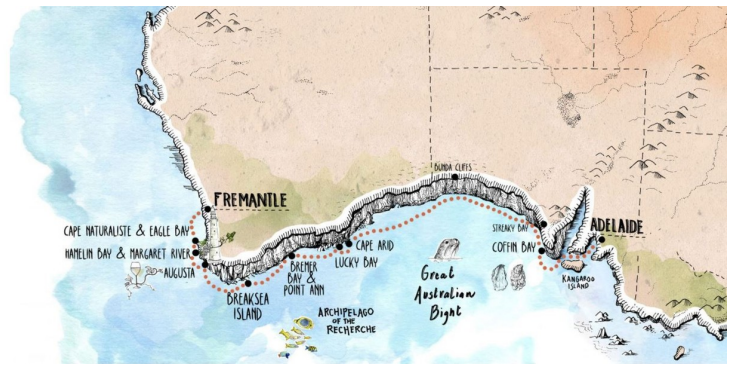 BUNDA CLIFFS
FREMANTLE
CAPE NATURALISTE & EAGLE BAY
HAMELIN BAY & MARGARET RIVER
AUGUSTA
BREAKSEA
ISLAND
BREMER
BAY &
POINT ANN
CAPE ARID
LUCKY BAY
ARCHIPELAGO
OF THE
RECHERCHE
Great
Australian
Bight
STREAKY BAY
COFFIN BAY
ADELAIDE
KANGAROO
ISLAND